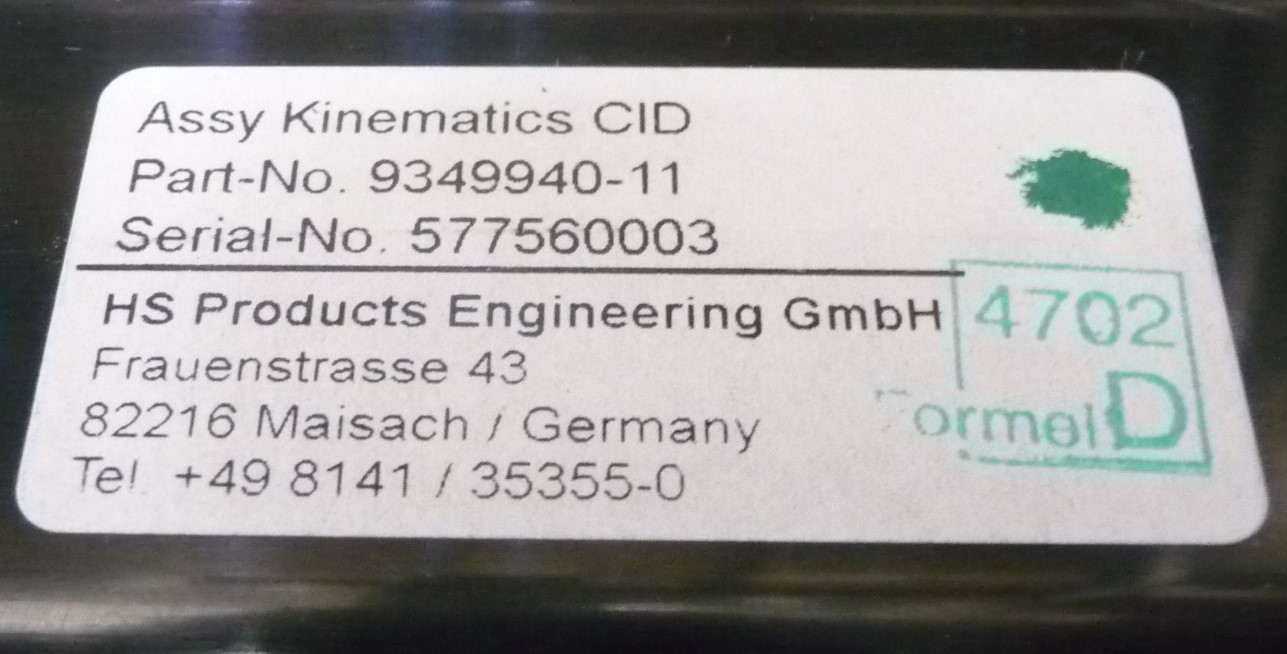 Assy Kinematics CID
Part-No. 9349940-11
Serial-No. 577560003
HS Products Engineering GmbH
Frauenstrasse 43
82216 Maisach / Germany
Tel. +49 8141 / 35355-0
4702
ormel D